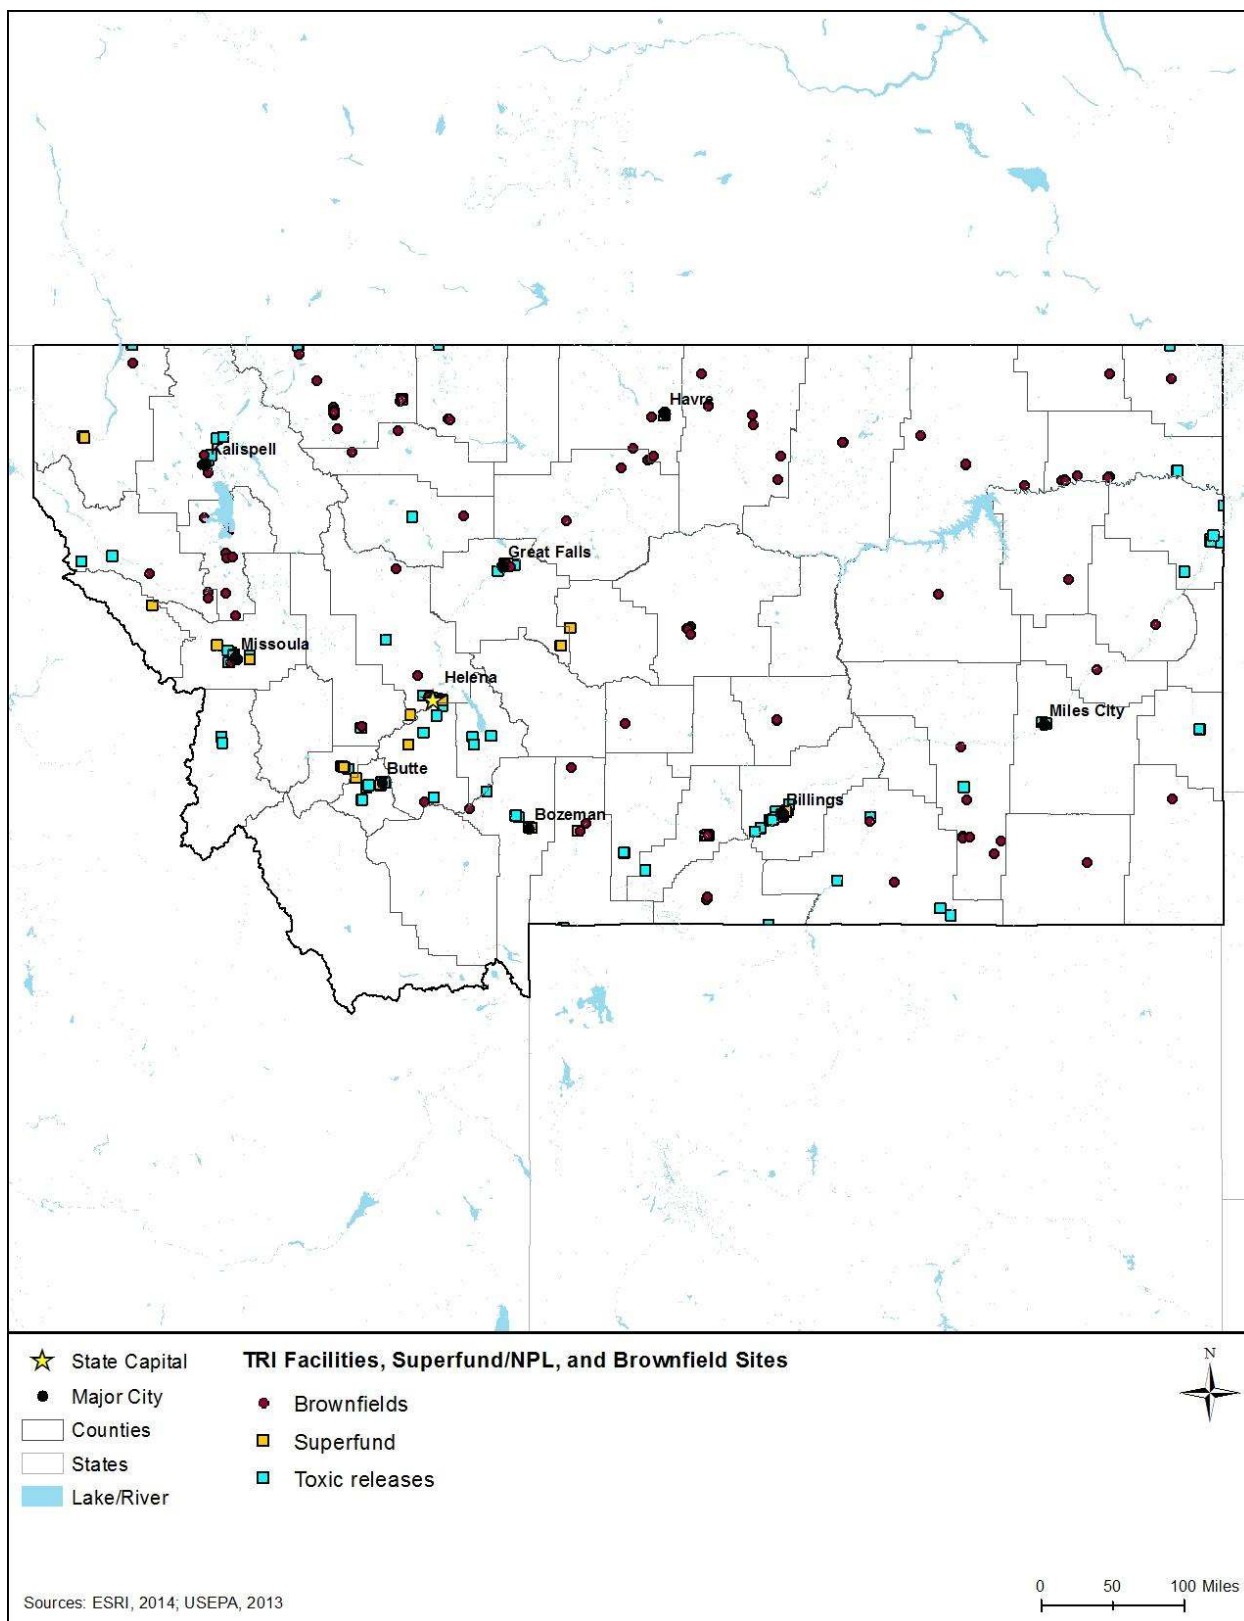 Havre
Kalispell
Great Falls
Missoula
Helena
Miles City
Butte
Billings
Bozeman
State Capital
Major City
Counties
States
Lake/River
TRI Facilities, Superfund/NPL, and Brownfield Sites
Brownfields
Superfund
Toxic releases
N
Sources: ESRI, 2014; USEPA, 2013
0 50 100 Miles